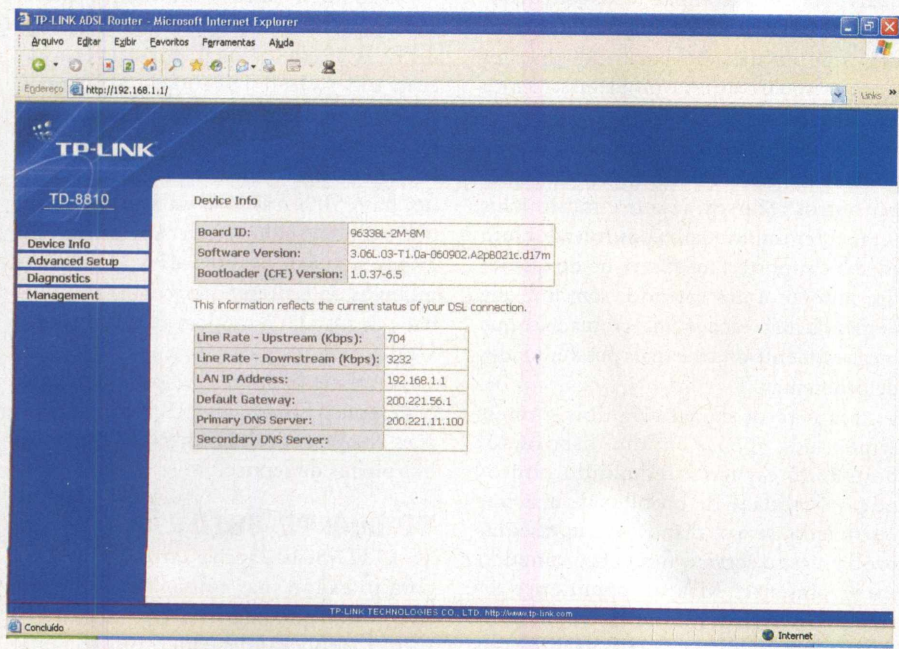 TP-LINK ADSL Router - Microsoft Internet Explorer
Arquivo Editar Exibir Favoritos Ferramentas Ajuda
Endereço http://192.168.1.1/ Links »
TP-LINK
TD-8810
Device Info
Advanced Setup
Diagnostics
Management
Device Info
Board ID: 96338L-2M-8M
Software Version: 3.06L.03-T1.0a-060902.A2pB021c.d17m
Bootloader (CFE) Version: 1.0.37-6.5
This information reflects the current status of your DSL connection.
Line Rate - Upstream (Kbps): 704
Line Rate - Downstream (Kbps): 3232
LAN IP Address: 192.168.1.1
Default Gateway: 200.221.56.1
Primary DNS Server: 200.221.11.100
Secondary DNS Server:
TP-LINK TECHNOLOGIES CO., LTD. http://www.tp-link.com
Concluído Internet